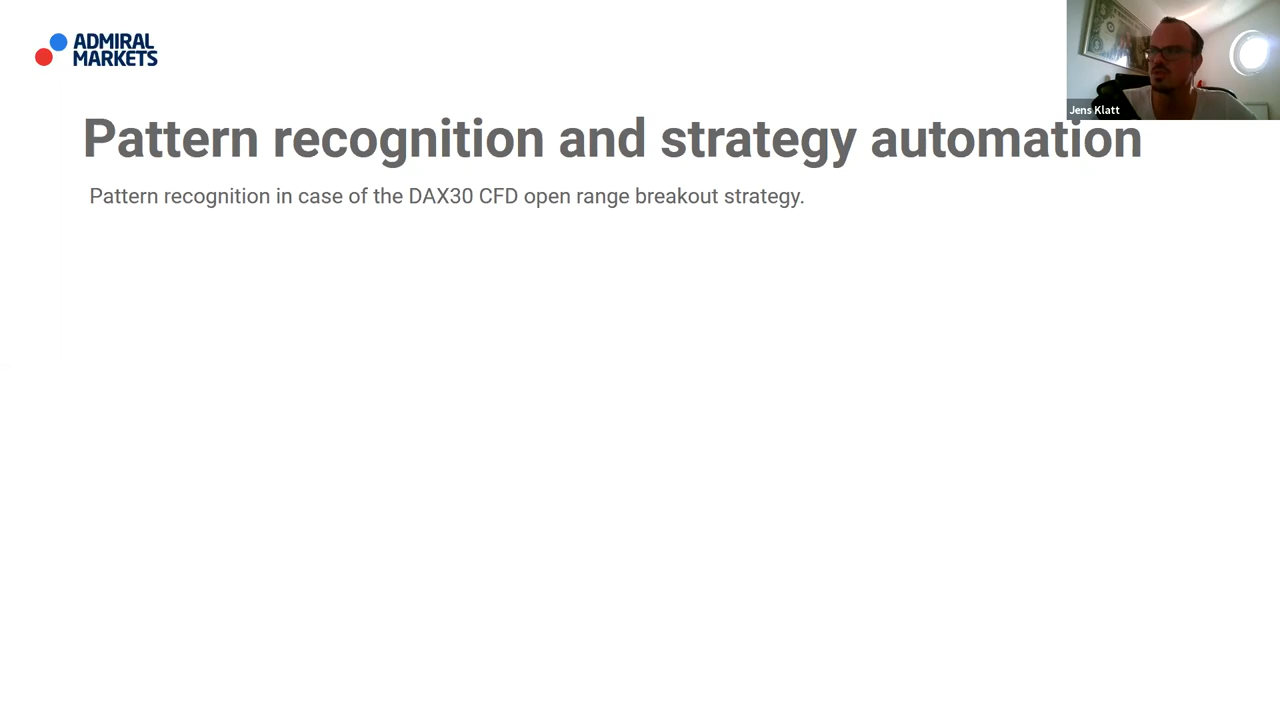 ADMIRAL
MARKETS
Jens Klatt
Pattern recognition and strategy automation
Pattern recognition in case of the DAX30 CFD open range breakout strategy.